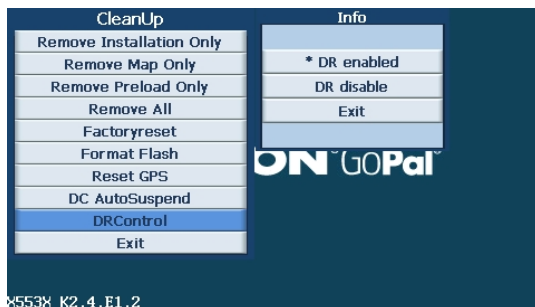 CleanUp
Remove Installation Only
Remove Map Only
Remove Preload Only
Remove All
Factoryreset
Format Flash
Reset GPS
DC AutoSuspend
DRControl
Exit
Info
* DR enabled
DR disable
Exit
ON GOPal
X553X K2.4.E1.2